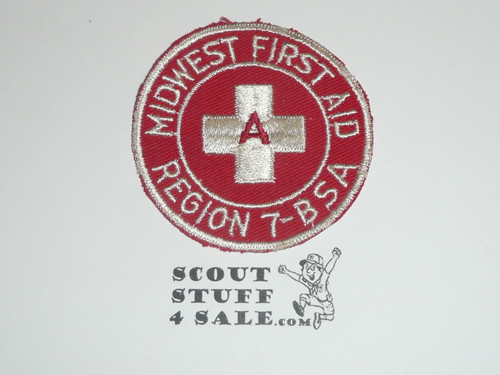 MIDWEST FIRST AID
A
REGION 7-BSA
SCOUT
STUFF
4 SALE.COM